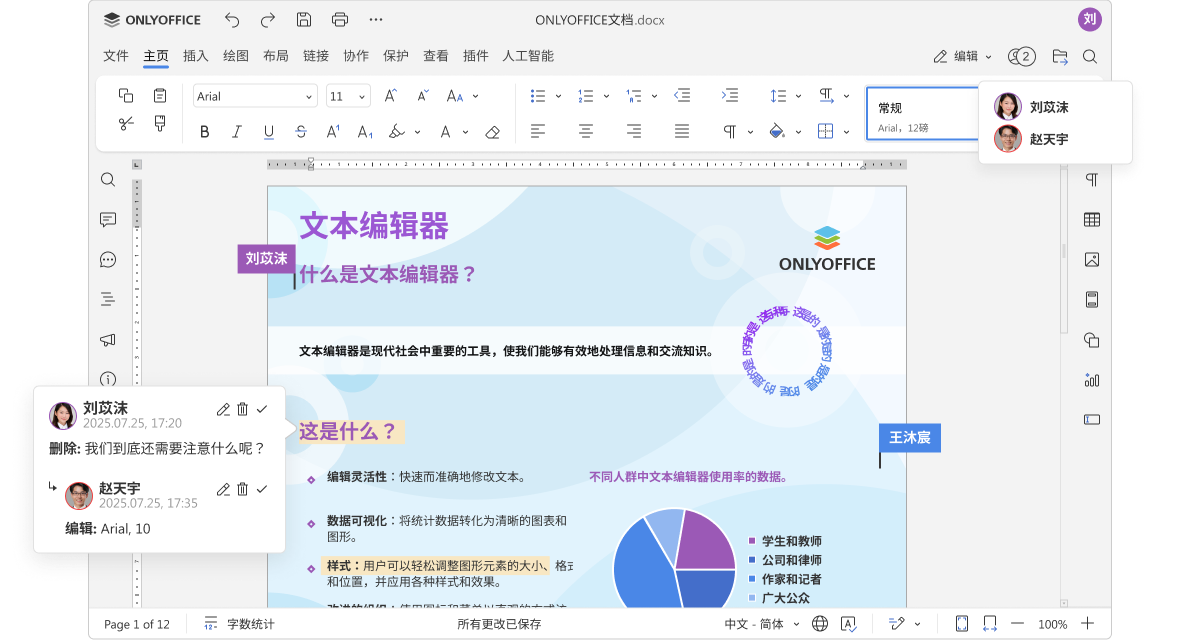 ONLYOFFICE
ONLYOFFICE文档.docx
刘
文件 主页 插入 绘图 布局 链接 协作 保护 查看 插件 人工智能
编辑
2
Arial
11
常规
Arial，12磅
刘苡沫
赵天宇
文本编辑器
刘苡沫
什么是文本编辑器？
ONLYOFFICE
文本编辑器是现代社会中重要的工具，使我们能够有效地处理信息和交流知识。
刘苡沫
2025.07.25, 17:20
删除: 我们到底还需要注意什么呢？
赵天宇
2025.07.25, 17:35
编辑: Arial, 10
这是什么？
王沐宸
编辑灵活性：快速而准确地修改文本。
数据可视化：将统计数据转化为清晰的图表和
图形。
样式：用户可以轻松调整图形元素的大小、格式
和位置，并应用各种样式和效果。
不同人群中文本编辑器使用率的数据。
学生和教师
公司和律师
作家和记者
广大公众
Page 1 of 12
字数统计
所有更改已保存
中文 - 简体
100%